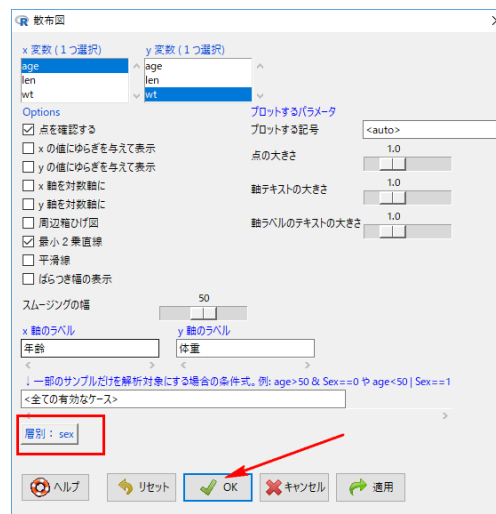 散布図
x 変数 (1つ選択)　y 変数 (1つ選択)
age　age
len　len
wt　wt
Options　プロットするパラメータ
点を確認する　プロットする記号　<auto>
x の値にゆらぎを与えて表示　点の大きさ　1.0
y の値にゆらぎを与えて表示
x 軸を対数軸に　軸テキストの大きさ　1.0
y 軸を対数軸に
周辺箱ひげ図　軸ラベルのテキストの大きさ　1.0
最小2乗直線
平滑線
ばらつき幅の表示
スムージングの幅　50
x 軸のラベル　y 軸のラベル
年齢　体重
↓一部のサンプルだけを解析対象にする場合の条件式。例: age>50 & Sex==0 や age<50 | Sex==1
<全ての有効なケース>
層別： sex
ヘルプ　リセット　OK　キャンセル　適用